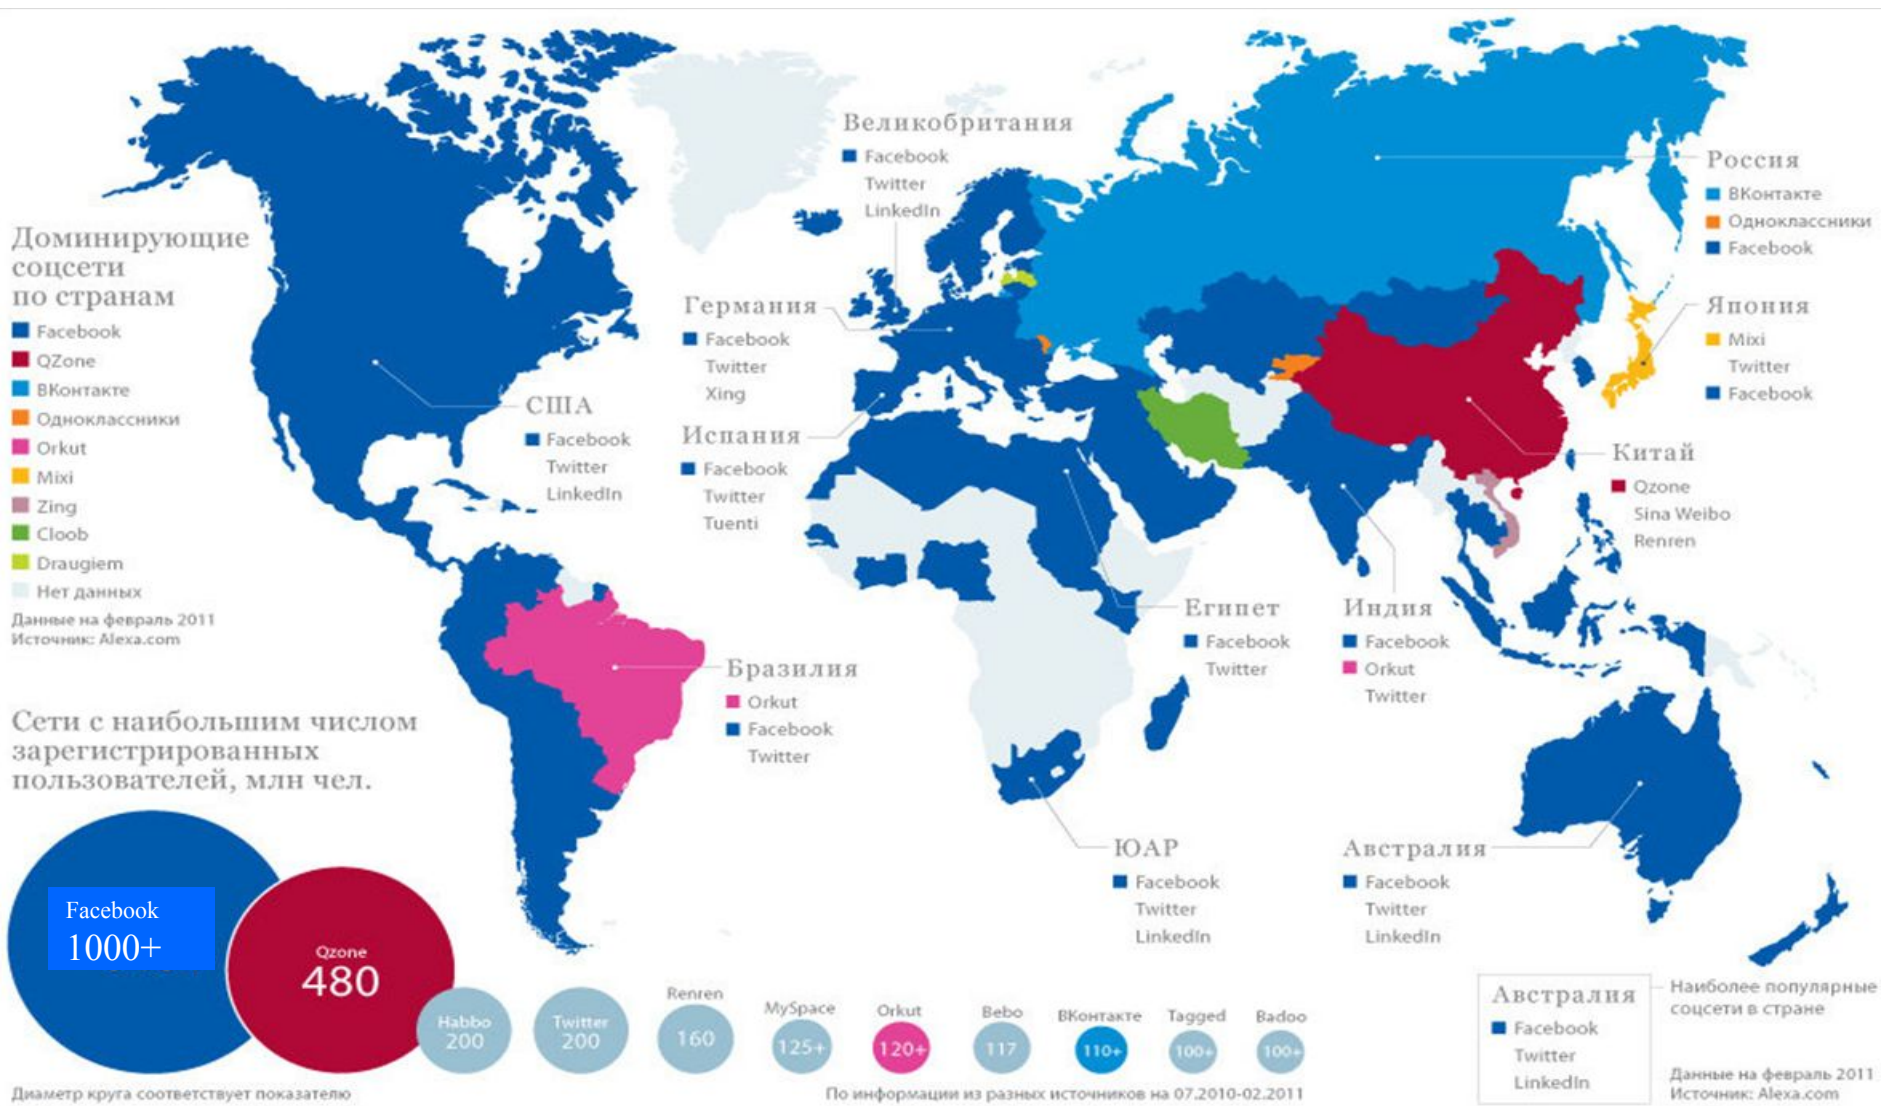 Великобритания
Facebook
Twitter
LinkedIn
Россия
ВКонтакте
Одноклассники
Facebook
Доминирующие
соцсети
по странам
Facebook
QZone
ВКонтакте
Одноклассники
Orkut
Mixi
Zing
Cloob
Draugiem
Нет данных
Данные на февраль 2011
Источник: Alexa.com
Германия
Facebook
Twitter
Xing
Япония
Mixi
Twitter
Facebook
США
Facebook
Twitter
LinkedIn
Испания
Facebook
Twitter
Tuenti
Китай
Qzone
Sina Weibo
Renren
Египет
Facebook
Twitter
Индия
Facebook
Orkut
Twitter
Бразилия
Orkut
Facebook
Twitter
ЮАР
Facebook
Twitter
LinkedIn
Австралия
Facebook
Twitter
LinkedIn
Сети с наибольшим числом
зарегистрированных
пользователей, млн чел.
Facebook
1000+
Qzone
480
Habbo
200
Twitter
200
Renren
160
MySpace
125+
Orkut
120+
Bebo
117
ВКонтакте
110+
Tagged
100+
Badoo
100+
Австралия
Facebook
Twitter
LinkedIn
Наиболее популярные
соцсети в стране
Данные на февраль 2011
Источник: Alexa.com
Диаметр круга соответствует показателю
По информации из разных источников на 07.2010-02.2011